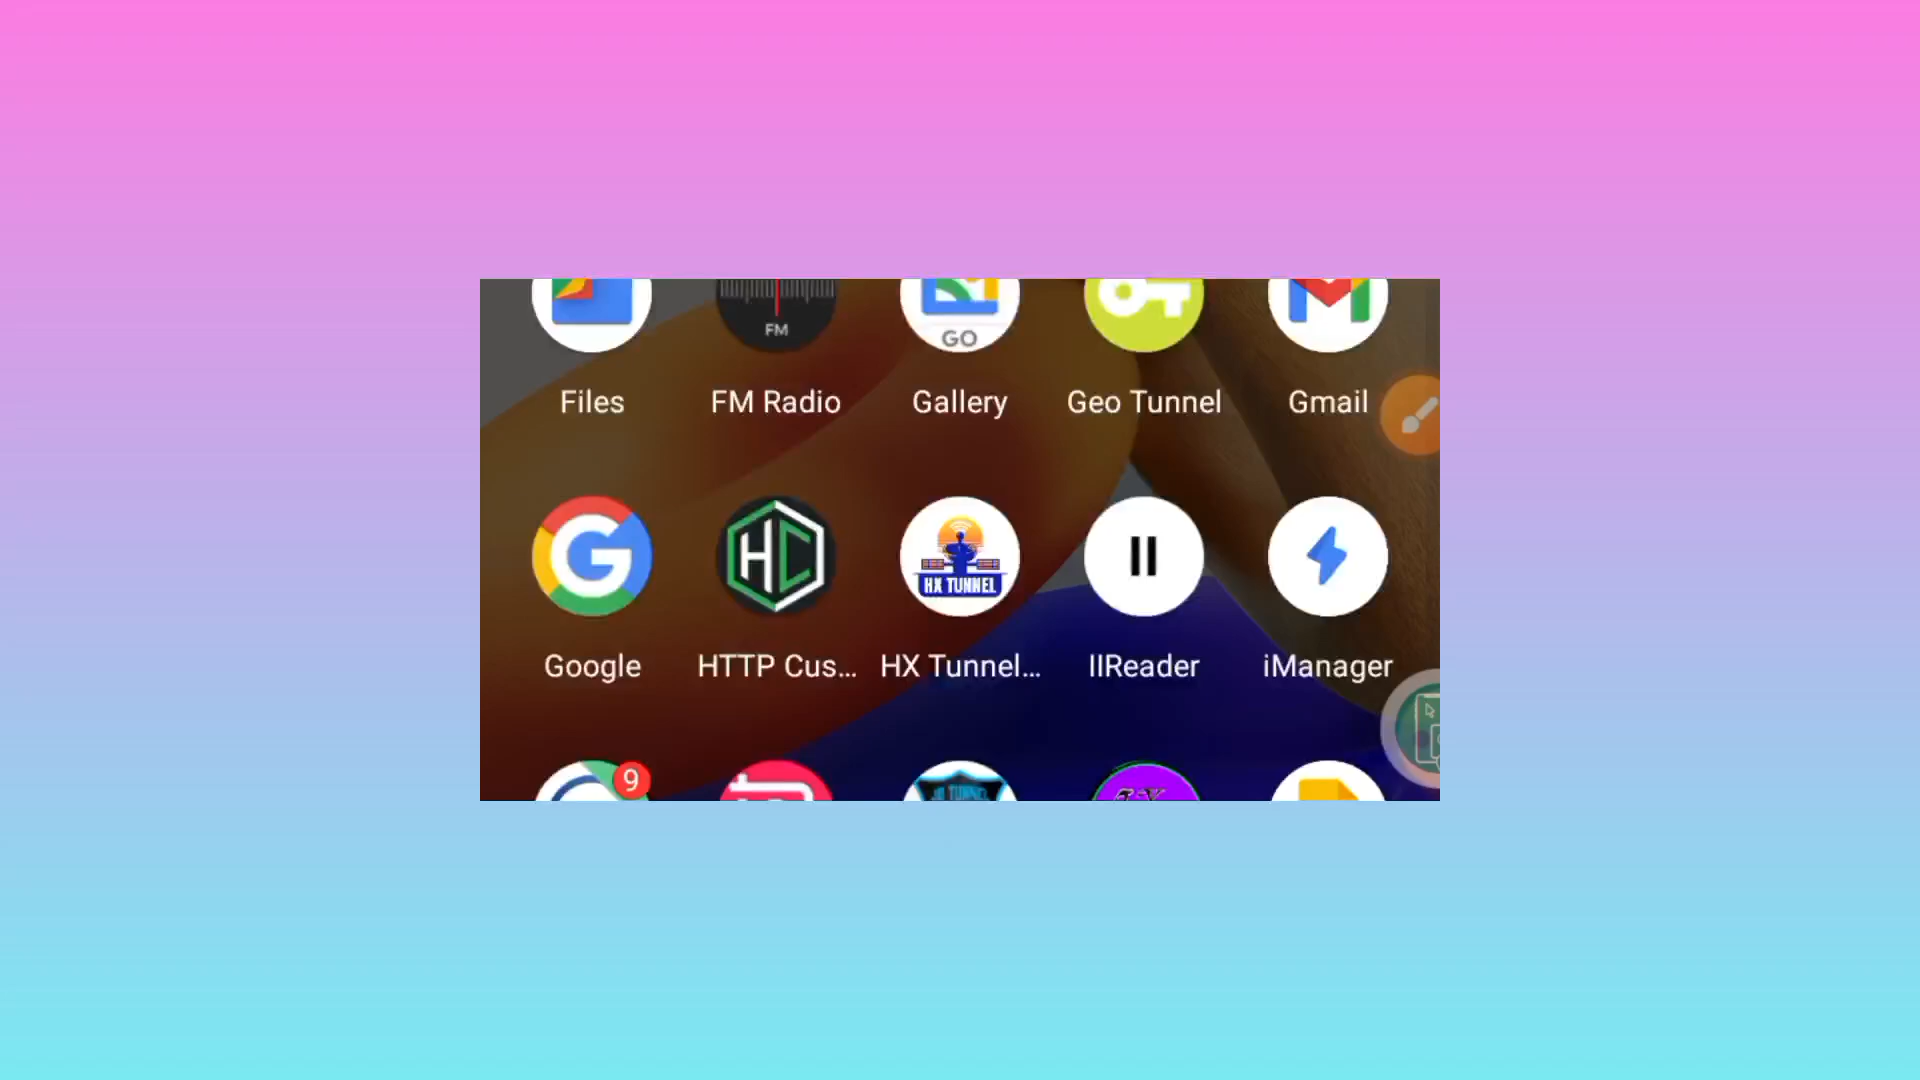 FM
GO
Files
FM Radio
Gallery
Geo Tunnel
Gmail
HC
HX TUNNEL
Google
HTTP Cus...
HX Tunnel...
IIReader
iManager
9